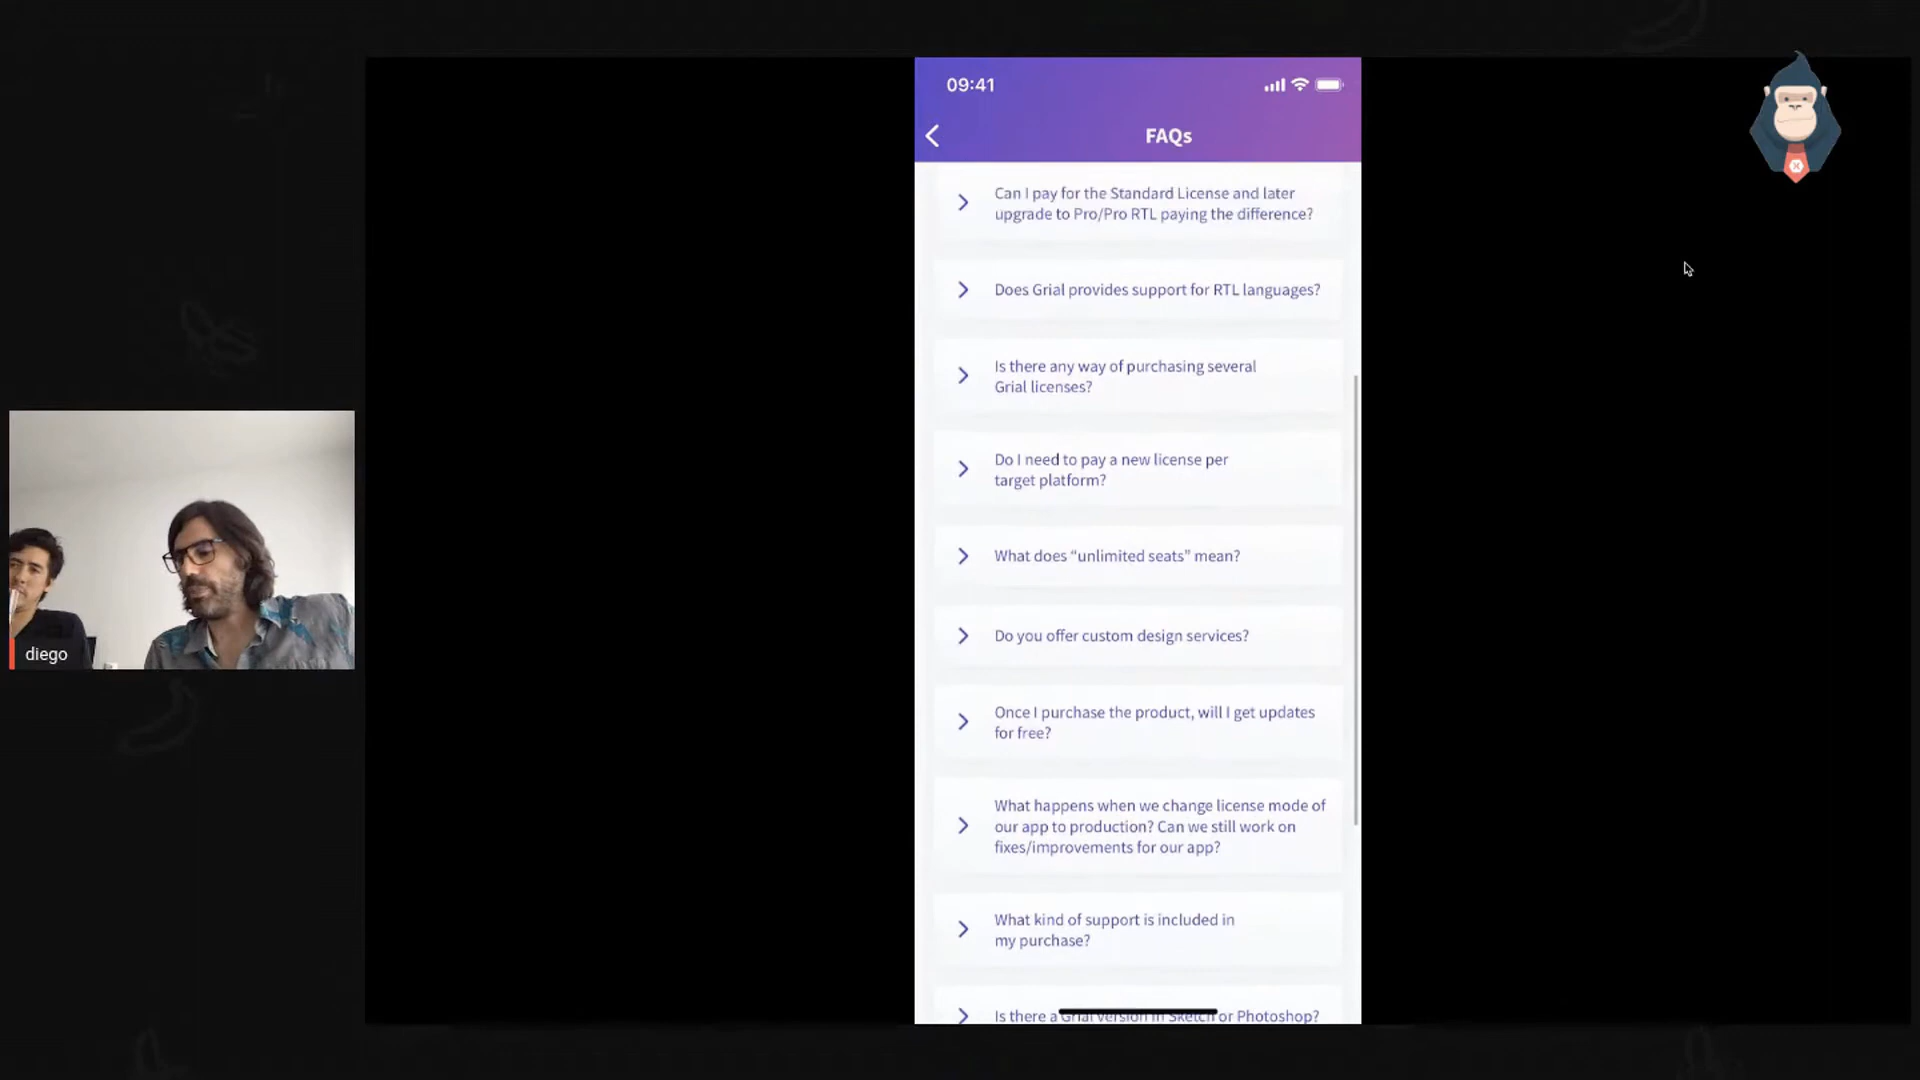 09:41
FAQs
Can I pay for the Standard License and later
upgrade to Pro/Pro RTL paying the difference?
Does Grial provides support for RTL languages?
Is there any way of purchasing several
Grial licenses?
Do I need to pay a new license per
target platform?
What does “unlimited seats” mean?
Do you offer custom design services?
Once I purchase the product, will I get updates
for free?
What happens when we change license mode of
our app to production? Can we still work on
fixes/improvements for our app?
What kind of support is included in
my purchase?
Is there a Grial version in Sketch or Photoshop?
diego